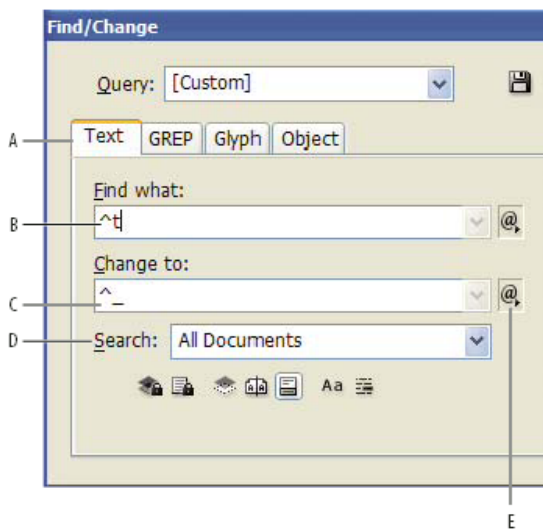 Find/Change
Query: [Custom]
A Text GREP Glyph Object
Find what:
B ^t @
Change to:
C ^_ @
D Search: All Documents
Aa
E